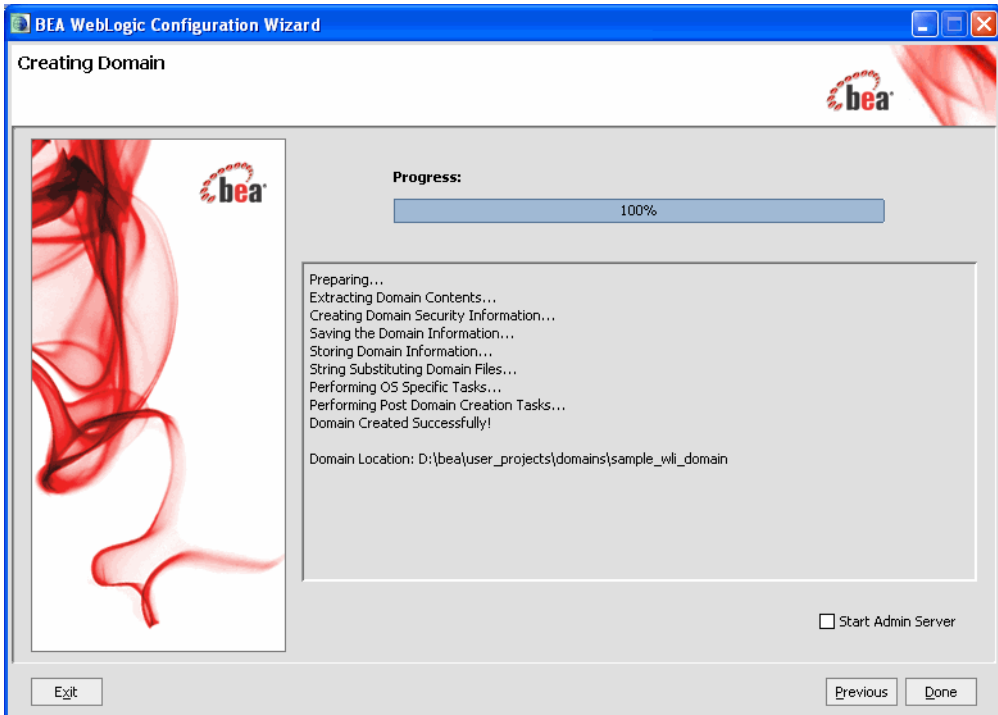 BEA WebLogic Configuration Wizard
Creating Domain
bea
bea
Progress:
100%
Preparing...
Extracting Domain Contents...
Creating Domain Security Information...
Saving the Domain Information...
Storing Domain Information...
String Substituting Domain Files...
Performing OS Specific Tasks...
Performing Post Domain Creation Tasks...
Domain Created Successfully!
Domain Location: D:\bea\user_projects\domains\sample_wli_domain
Start Admin Server
Exit
Previous
Done